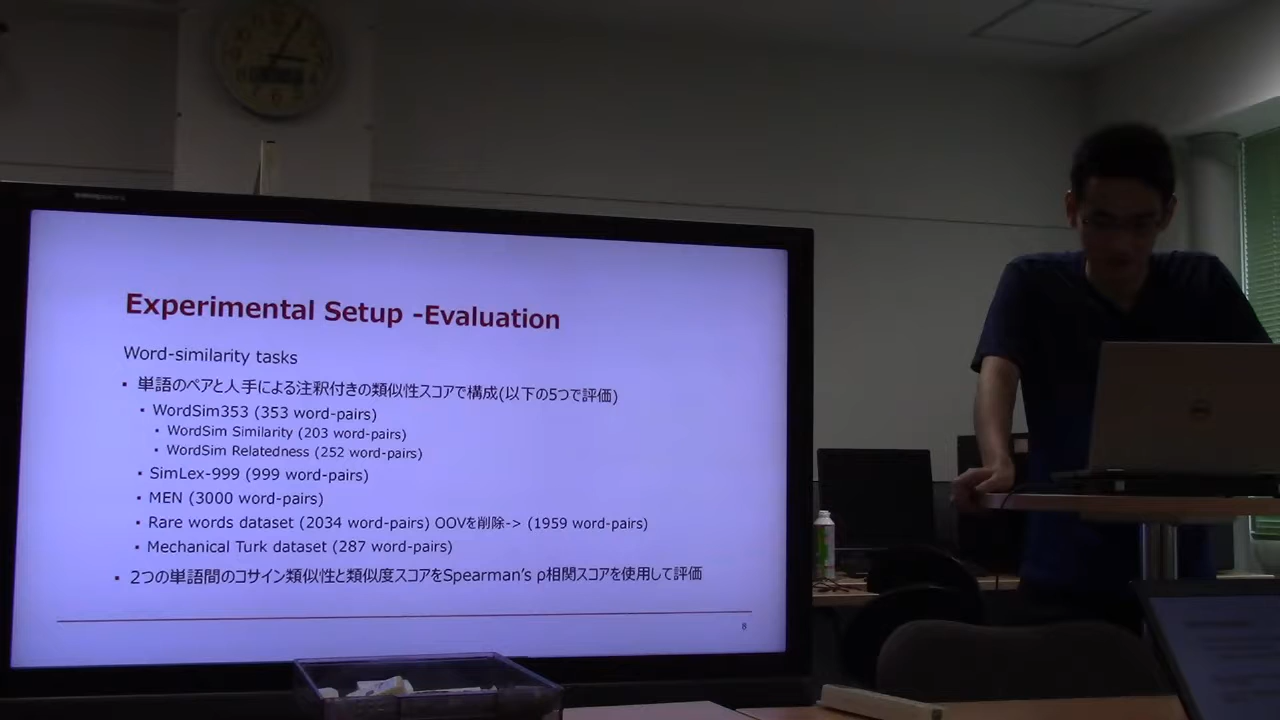 Experimental Setup -Evaluation
Word-similarity tasks
▪ 単語のペアと人手による注釈付きの類似性スコアで構成(以下の5つで評価)
▪ WordSim353 (353 word-pairs)
▪ WordSim Similarity (203 word-pairs)
▪ WordSim Relatedness (252 word-pairs)
▪ SimLex-999 (999 word-pairs)
▪ MEN (3000 word-pairs)
▪ Rare words dataset (2034 word-pairs) OOVを削除-> (1959 word-pairs)
▪ Mechanical Turk dataset (287 word-pairs)
▪ 2つの単語間のコサイン類似性と類似度スコアをSpearman's ρ相関スコアを使用して評価
8